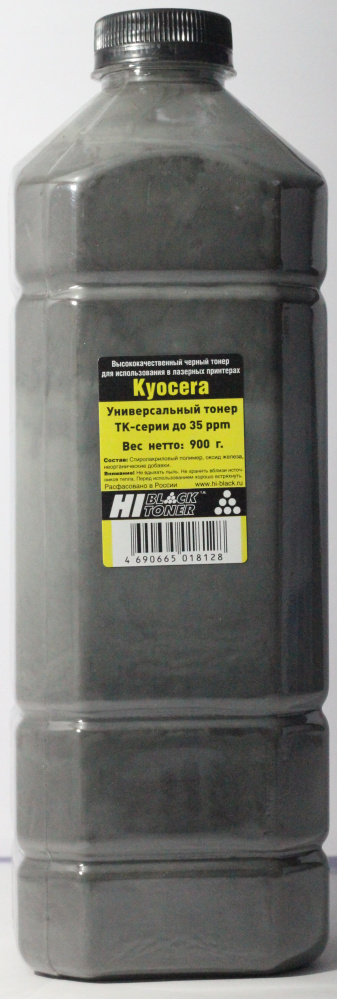 Высококачественный черный тонер
для использования в лазерных принтерах
Kyocera
Универсальный тонер
TK-серии до 35 ppm
Вес нетто: 900 г.
Состав: Стиролакриловый полимер, оксид железа,
неорганические добавки.
Внимание! Не вдыхать пыль. Не хранить вблизи источ
ников тепла. Перед использованием хорошо встряхнуть.
Расфасовано в России www.hi-black.ru
HI BLACK™
TONER
4 690665 018128